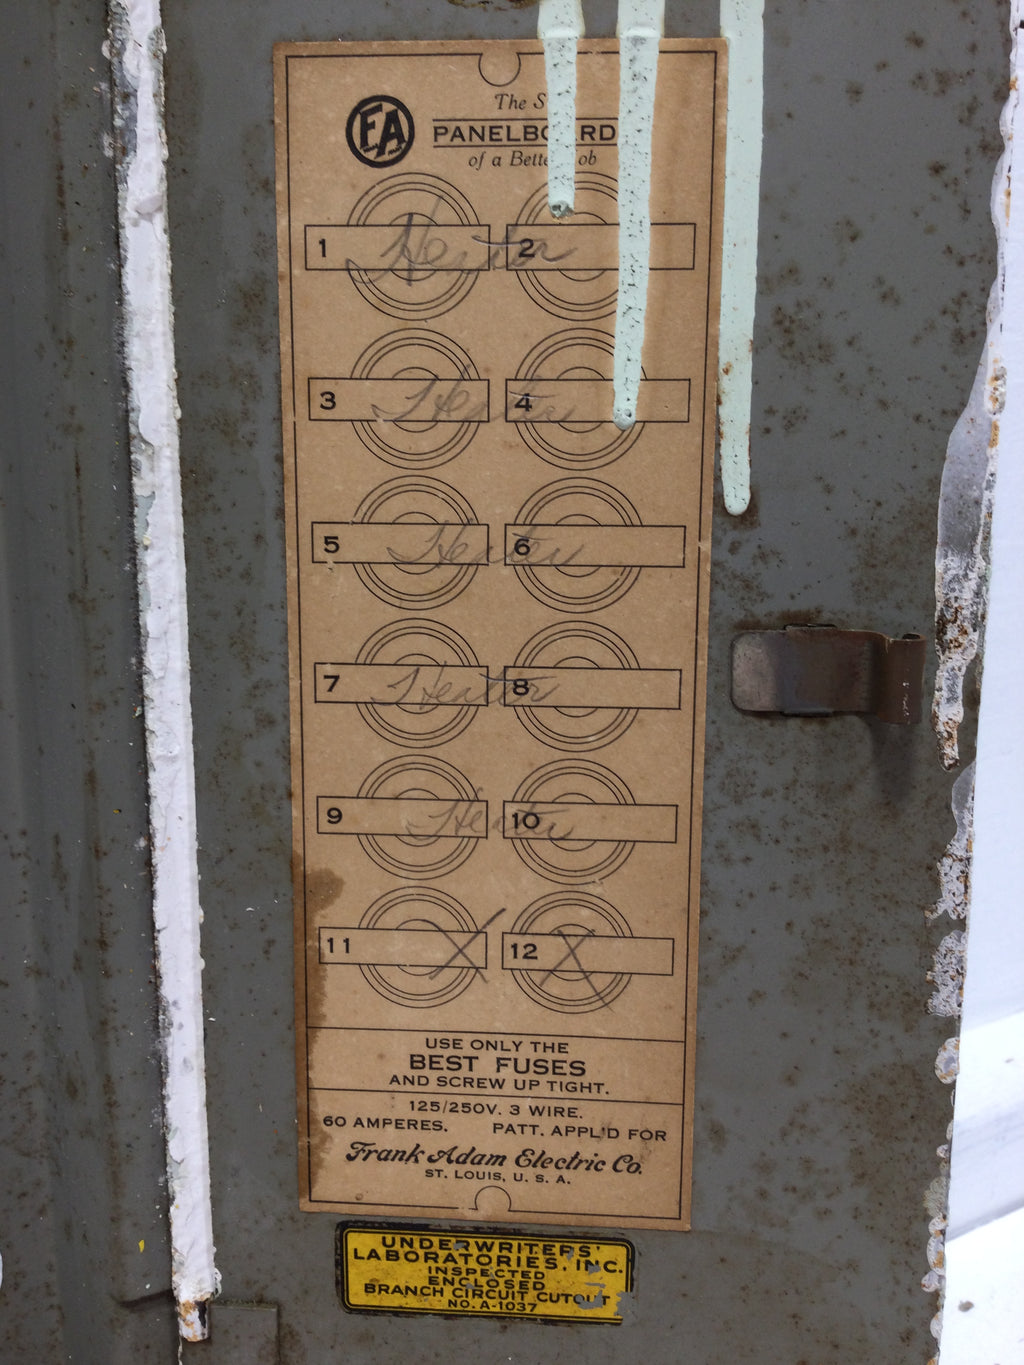 FA
The S
PANELBOARD
of a Bette ob
1 Heater 2
3 Heater 4
5 Heater 6
7 Heater 8
9 Heater 10
11 X 12 X
USE ONLY THE
BEST FUSES
AND SCREW UP TIGHT.
125/250V. 3 WIRE.
60 AMPERES. PATT. APPL'D FOR
Frank Adam Electric Co.
ST. LOUIS, U. S. A.
UNDERWRITERS'
LABORATORIES, INC.
INSPECTED
ENCLOSED
BRANCH CIRCUIT CUTOUT
NO. A-1037